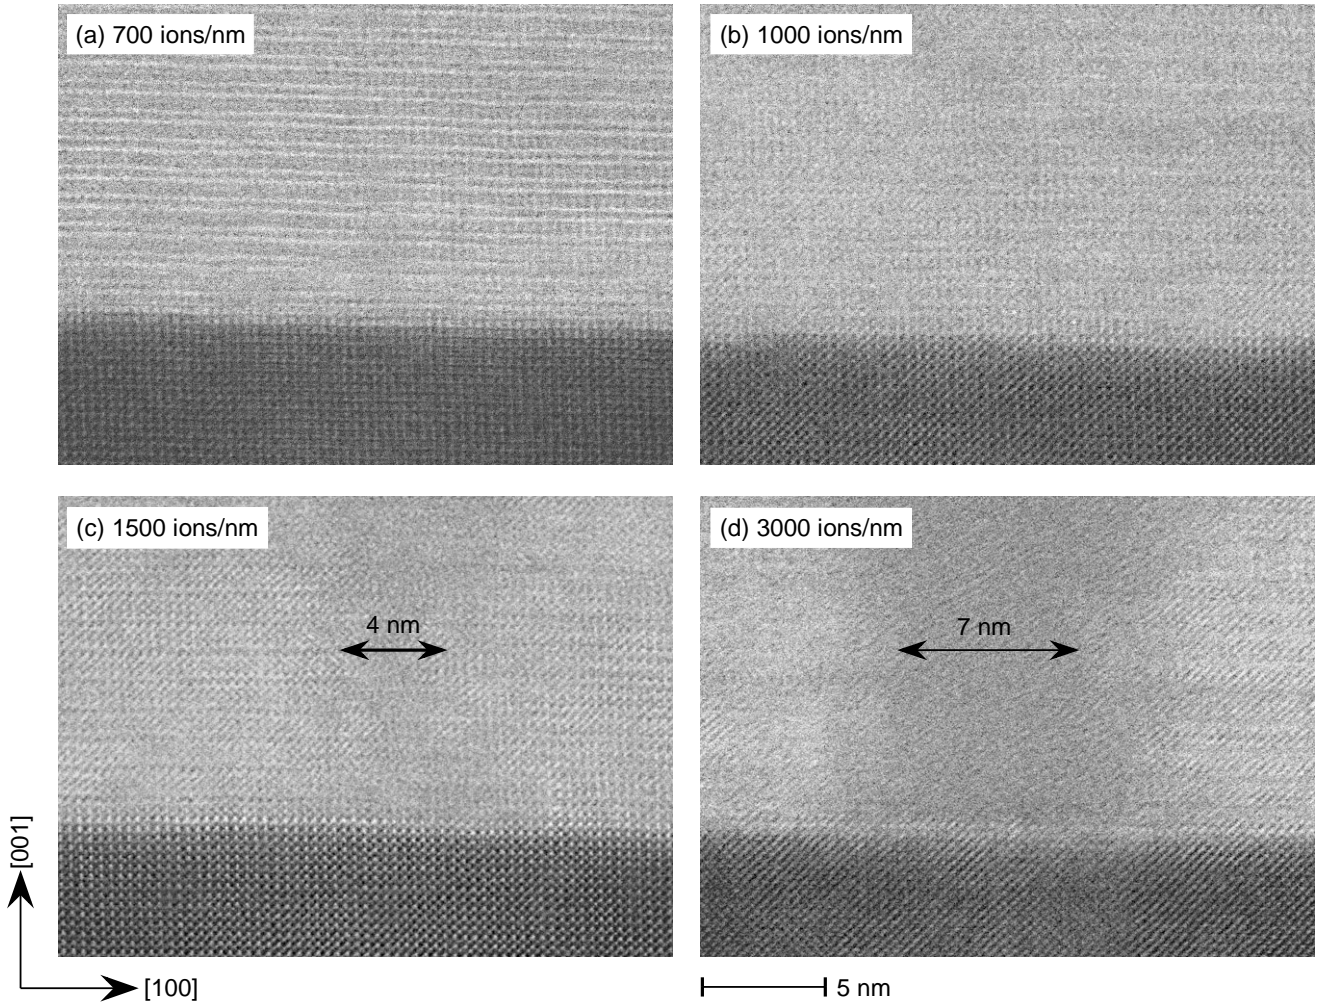 (a) 700 ions/nm
(b) 1000 ions/nm
(c) 1500 ions/nm
(d) 3000 ions/nm
4 nm
7 nm
[001]
[100]
5 nm